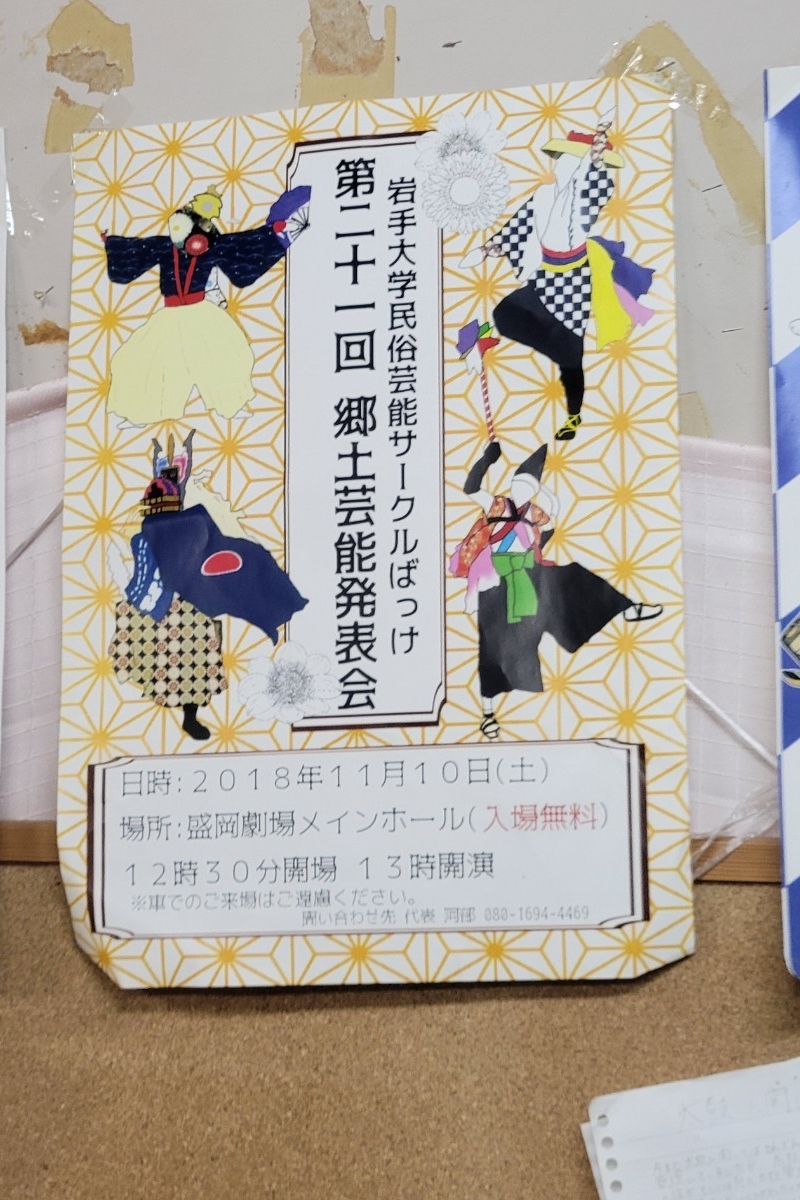 岩手大学民俗芸能サークルばっけ
第二十一回 郷土芸能発表会
日時:２０１８年１１月１０日(土)
場所:盛岡劇場メインホール(入場無料)
１２時３０分開場 １３時開演
※車でのご来場はご遠慮ください。
問い合わせ先 代表 阿部 080-1694-4469